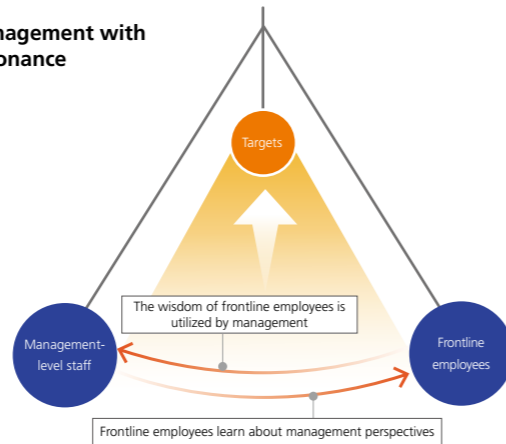 nagement with
onance
Targets
The wisdom of frontline employees is
utilized by management
Management-
level staff
Frontline
employees
Frontline employees learn about management perspectives